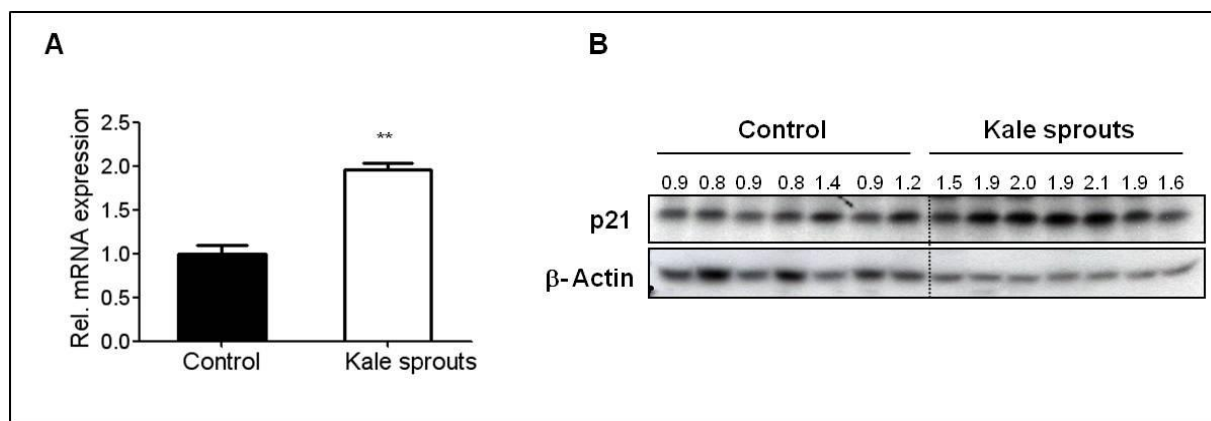 A
Rel. mRNA expression
2.5
2.0
1.5
1.0
0.5
0.0
**
Control
Kale sprouts
B
Control
Kale sprouts
0.9 0.8 0.9 0.8 1.4 0.9 1.2 1.5 1.9 2.0 1.9 2.1 1.9 1.6
p21
β-Actin